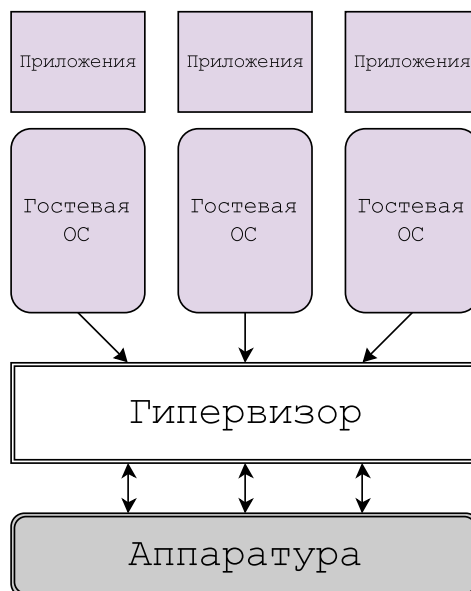 Приложения
Приложения
Приложения
Гостевая
ОС
Гостевая
ОС
Гостевая
ОС
Гипервизор
Аппаратура